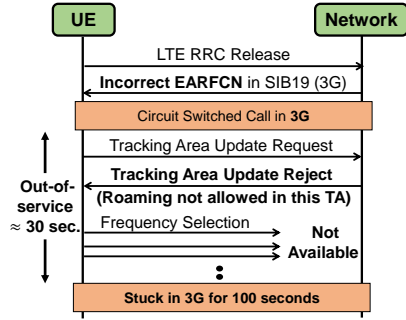 UE
Network
LTE RRC Release
Incorrect EARFCN in SIB19 (3G)
Circuit Switched Call in 3G
Tracking Area Update Request
Tracking Area Update Reject
(Roaming not allowed in this TA)
Out-of-
service
≈ 30 sec.
Frequency Selection
Not
Available
Stuck in 3G for 100 seconds